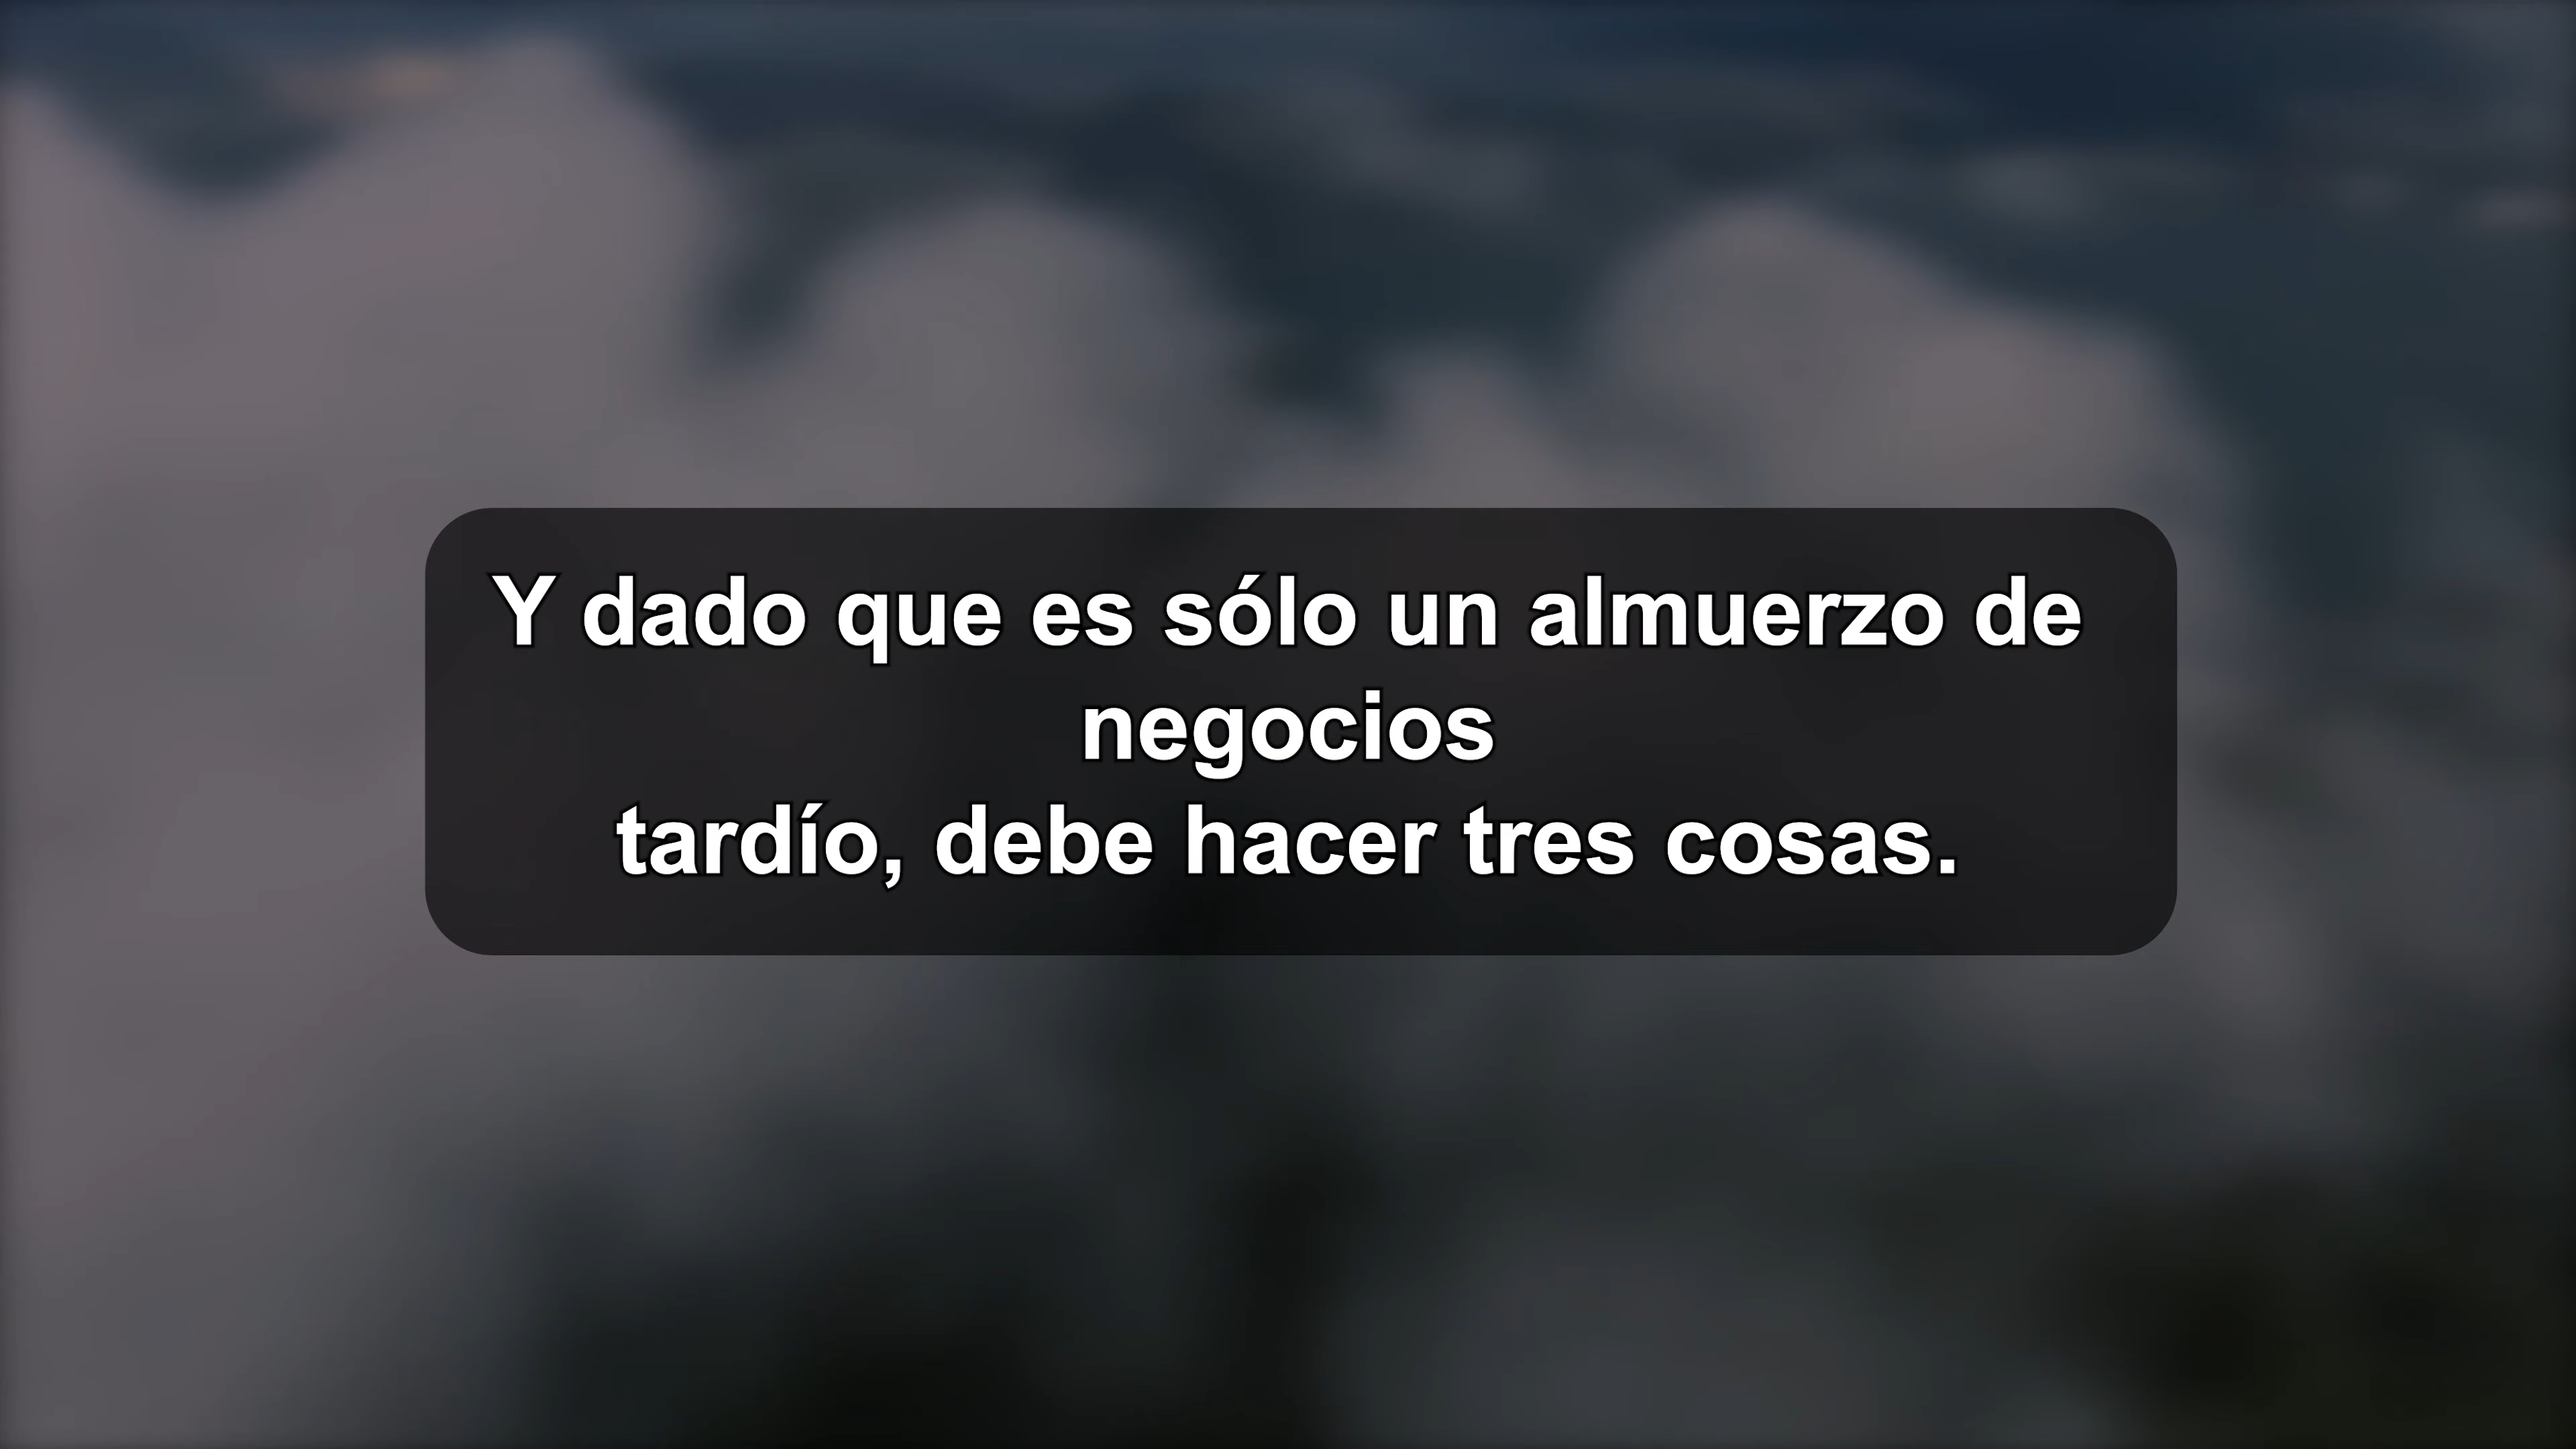 Y dado que es sólo un almuerzo de
negocios
tardío, debe hacer tres cosas.